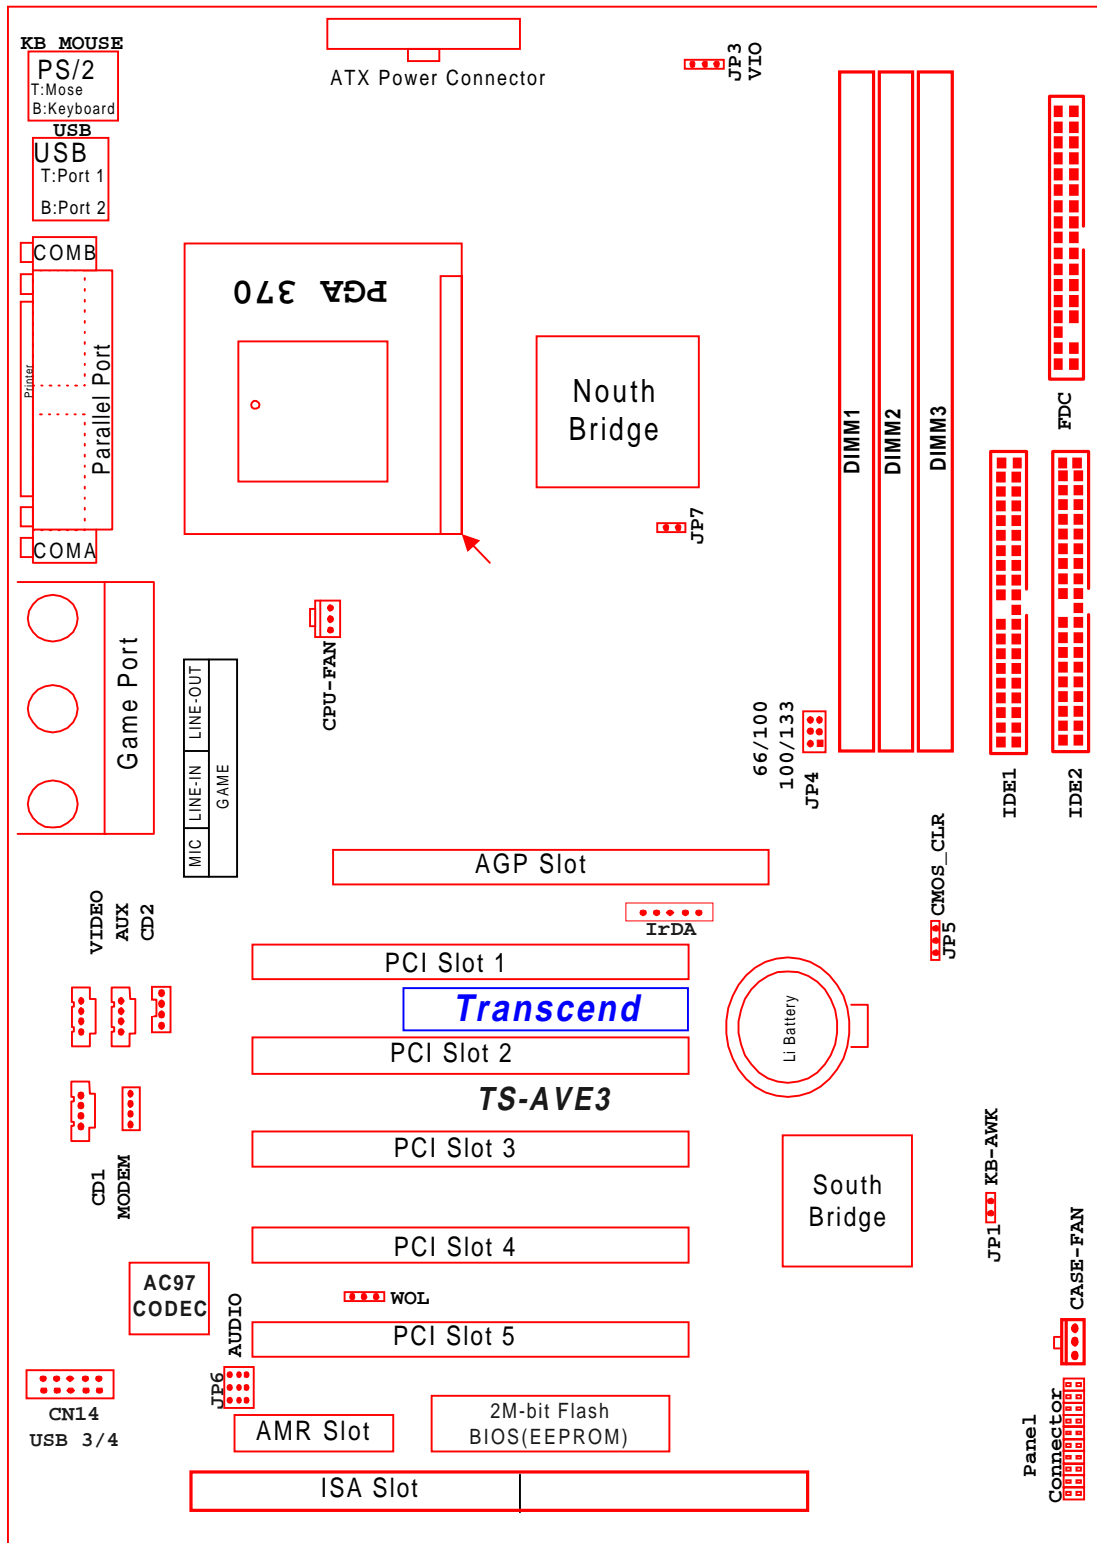 KB MOUSE
PS/2
T:Mose
B:Keyboard
USB
USB
T:Port 1
B:Port 2
ATX Power Connector
JP3
VIO
COMB
Printer
Parallel Port
COMA
PGA 370
Nouth
Bridge
JP7
DIMM1
DIMM2
DIMM3
FDC
IDE1
IDE2
Game Port
MIC
LINE-IN
LINE-OUT
GAME
CPU-FAN
66/100
100/133
JP4
AGP Slot
IrDA
CMOS_CLR
JP5
VIDEO
AUX
CD2
PCI Slot 1
Transcend
PCI Slot 2
Li Battery
TS-AVE3
PCI Slot 3
CD1
MODEM
South
Bridge
JP1
KB-AWK
PCI Slot 4
AC97
CODEC
WOL
CASE-FAN
AUDIO
PCI Slot 5
JP6
CN14
USB 3/4
AMR Slot
2M-bit Flash
BIOS(EEPROM)
Panel
Connector
ISA Slot